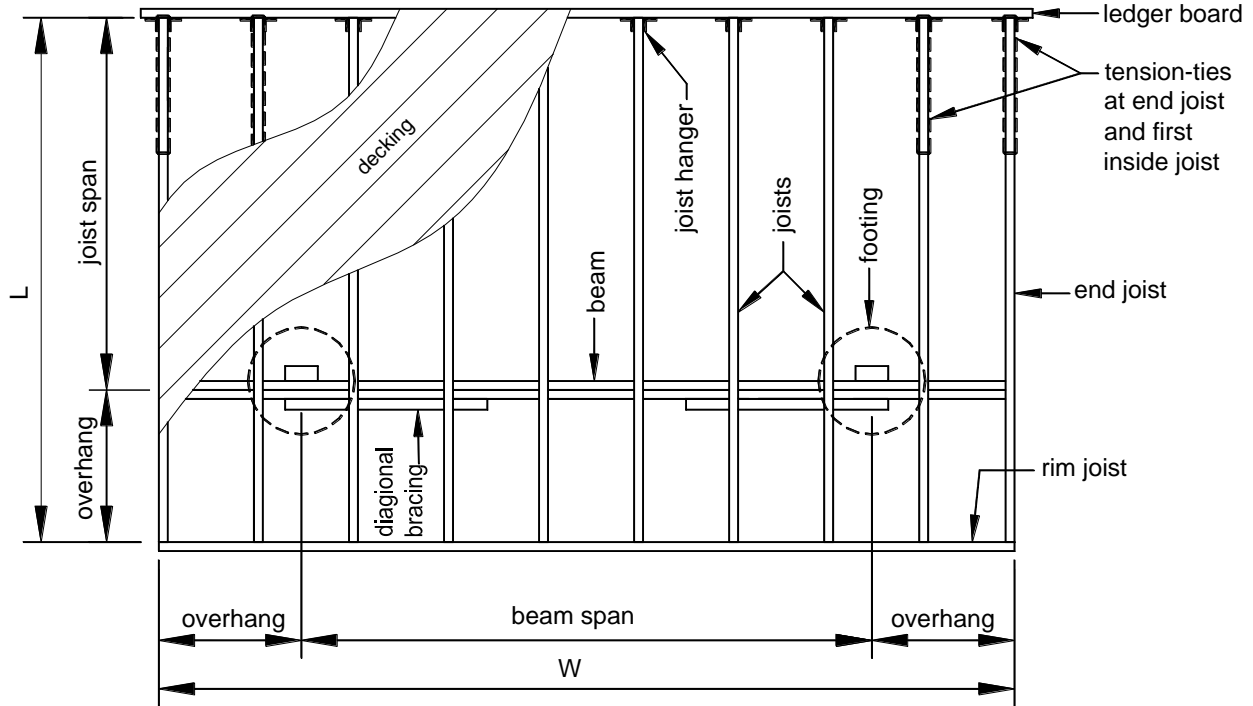 ledger board
tension-ties
at end joist
and first
inside joist
decking
joist hanger
joists
footing
joist span
L
beam
end joist
overhang
diagional
bracing
rim joist
overhang
beam span
overhang
W